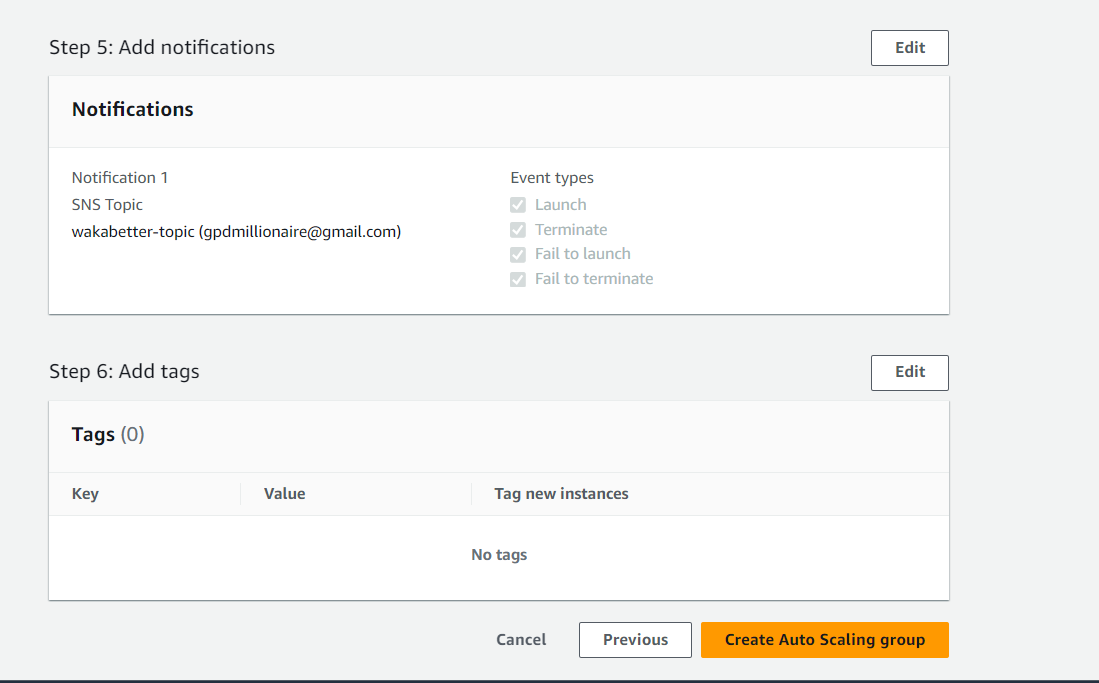 Step 5: Add notifications
Edit
Notifications
Notification 1
SNS Topic
wakabetter-topic (gpdmillionaire@gmail.com)
Event types
Launch
Terminate
Fail to launch
Fail to terminate
Step 6: Add tags
Edit
Tags (0)
Key Value Tag new instances
No tags
Cancel Previous Create Auto Scaling group